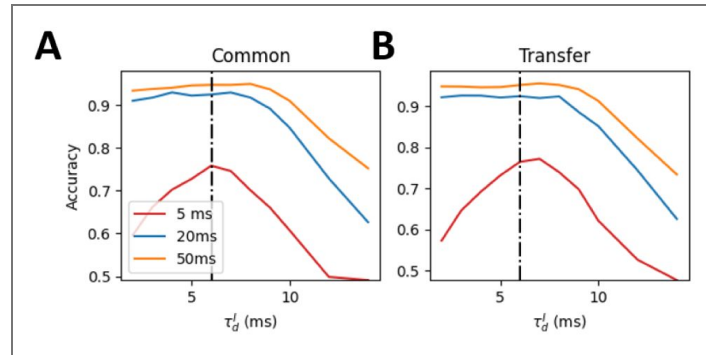 A
Common
Accuracy
0.9
0.8
0.7
0.6
0.5
5 ms
20ms
50ms
5
10
τ_d^I (ms)
B
Transfer
0.9
0.8
0.7
0.6
0.5
5
10
τ_d^I (ms)